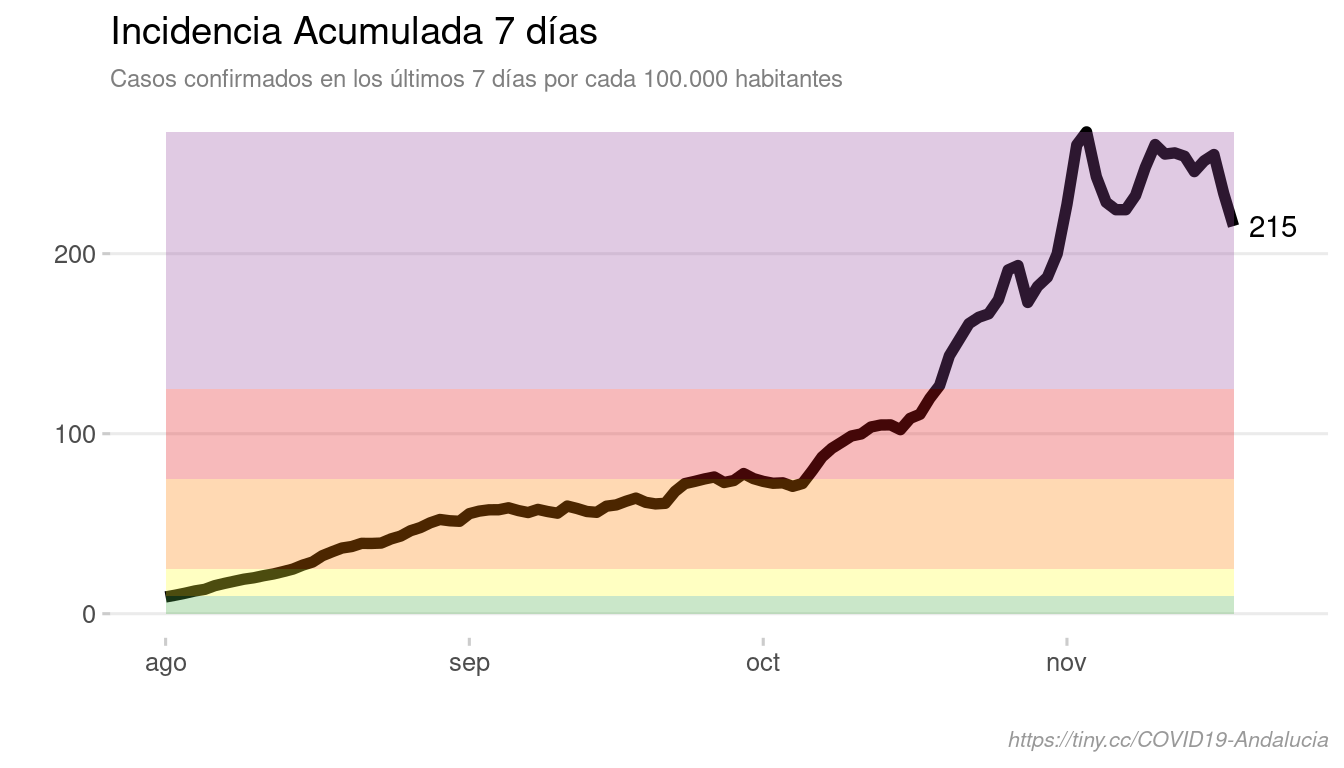 Incidencia Acumulada 7 días
Casos confirmados en los últimos 7 días por cada 100.000 habitantes
215
200
100
0
ago sep oct nov
https://tiny.cc/COVID19-Andalucia